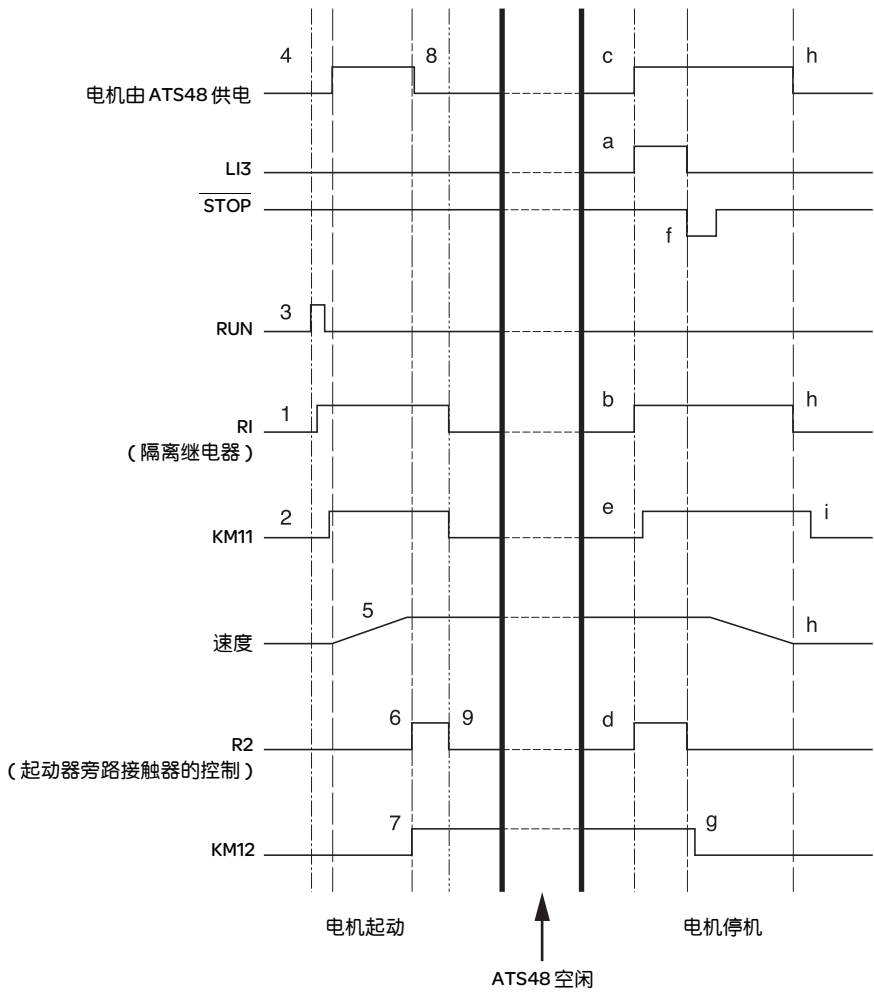 4 8 c h
电机由ATS48供电
a
LI3
STOP
f
3
RUN
1 b h
RI
(隔离继电器)
2 e i
KM11
5
速度 h
6 9 d
R2
(起动器旁路接触器的控制)
7 g
KM12
电机起动 电机停机
ATS48空闲